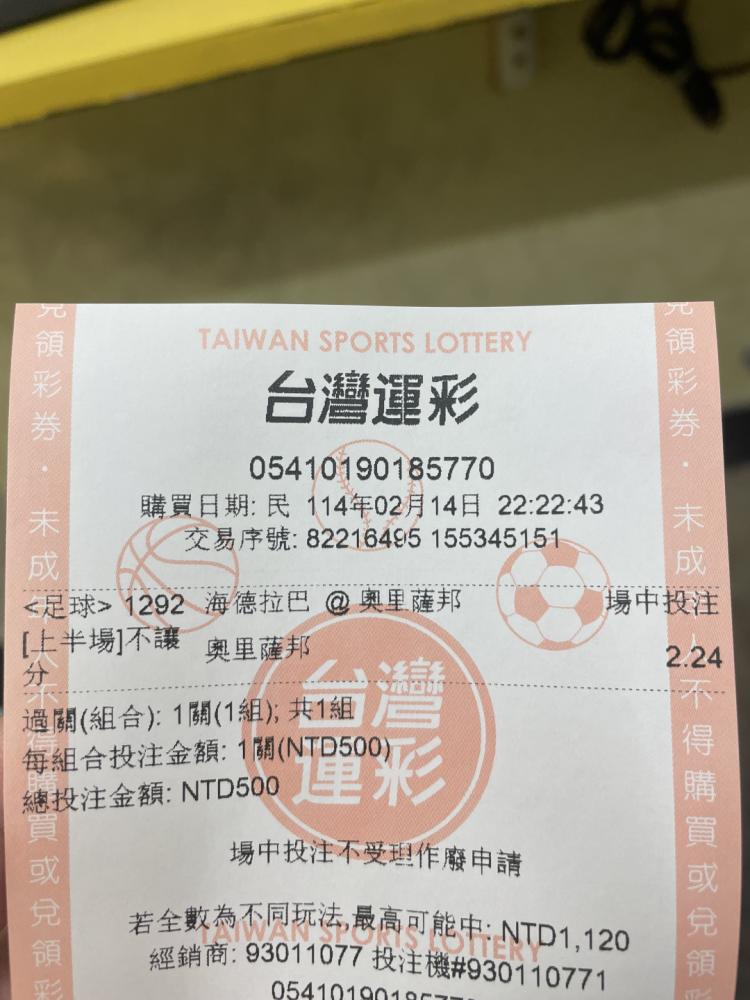 TAIWAN SPORTS LOTTERY
台灣運彩
05410190185770
購買日期: 民 114年02月14日 22:22:43
交易序號: 82216495 155345151
<足球> 1292 海德拉巴 @ 奧里薩邦 場中投注
[上半場]不讓分 奧里薩邦 2.24
過關(組合): 1關(1組); 共1組
每組合投注金額: 1關(NTD500)
總投注金額: NTD500
台灣運彩
場中投注不受理作廢申請
若全數為不同玩法,最高可能中: NTD1,120
TAIWAN SPORTS LOTTERY
經銷商: 93011077 投注機#930110771
兌領彩券・未成年人不得購買或兌領彩
兌領彩券・未成年人不得購買或兌領彩